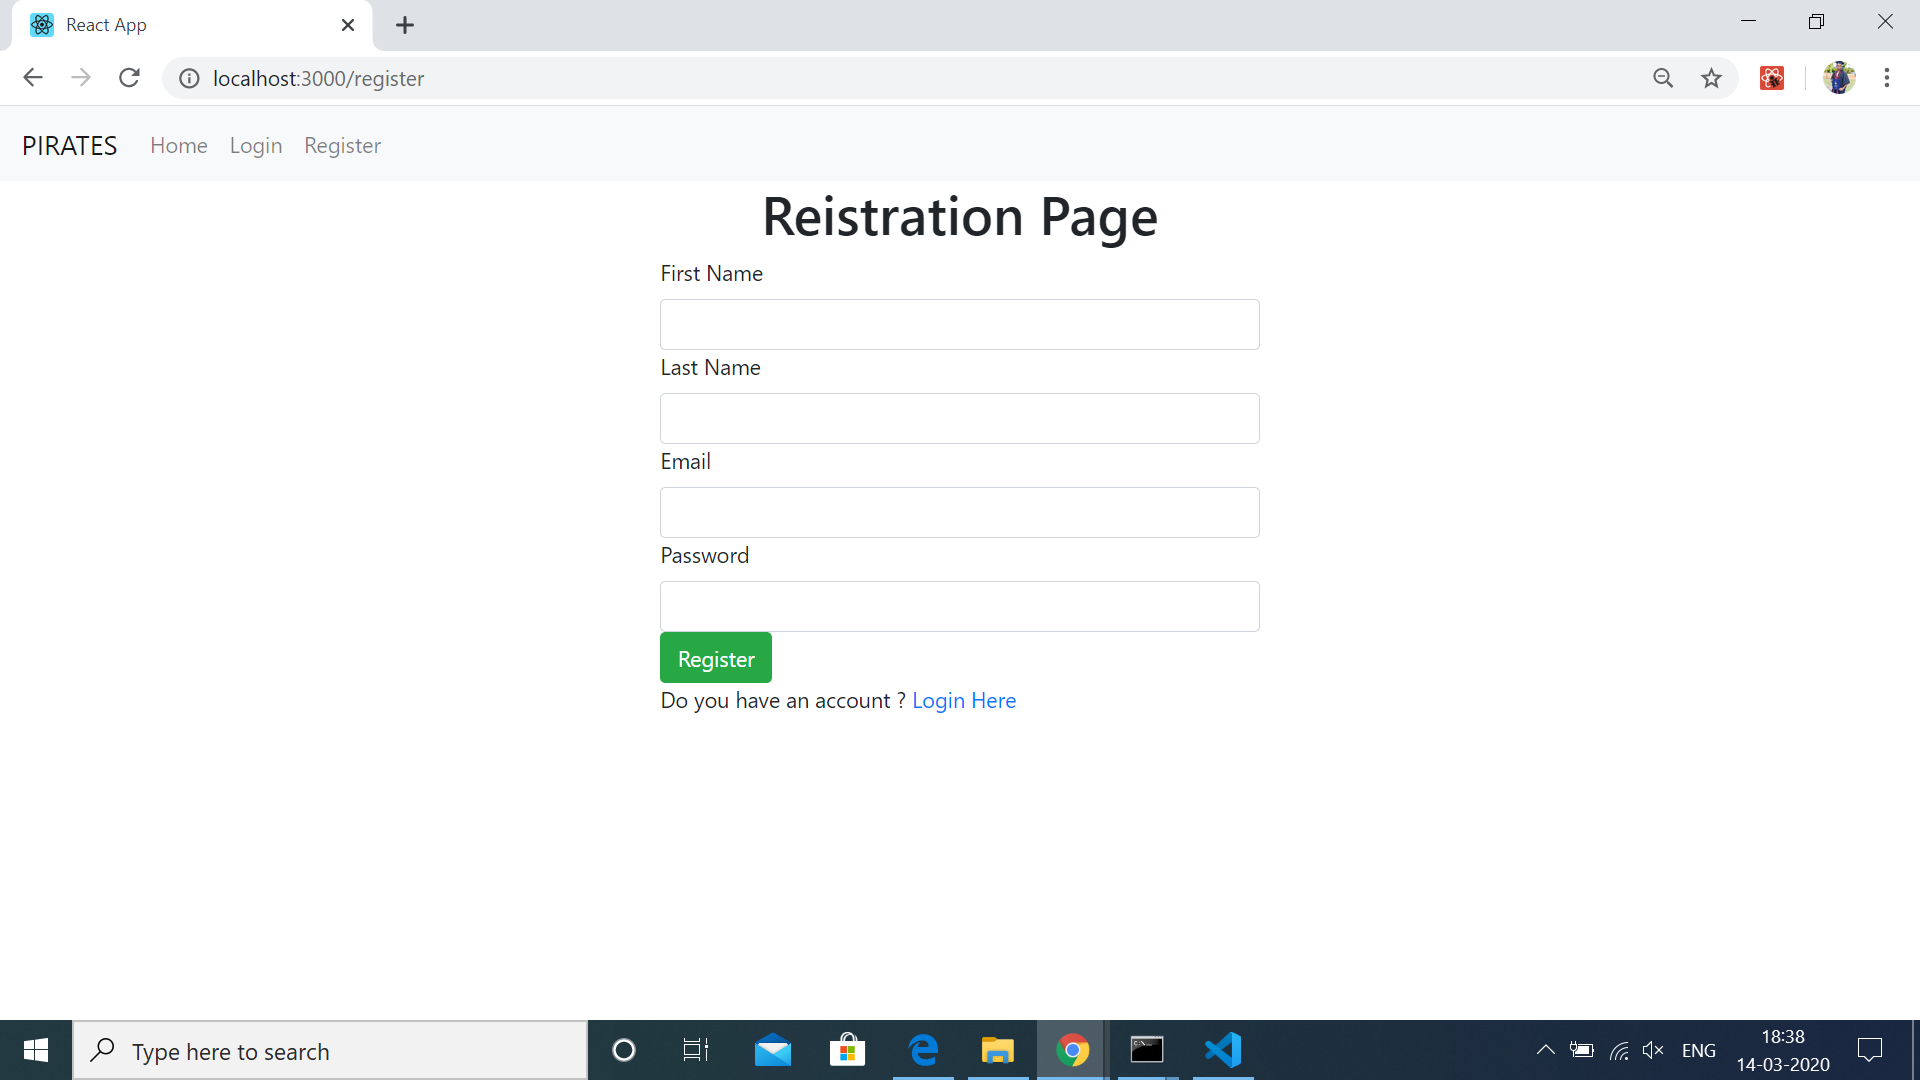 React App
localhost:3000/register
PIRATES Home Login Register
Reistration Page
First Name
Last Name
Email
Password
Register
Do you have an account ? Login Here
Type here to search
ENG
18:38
14-03-2020